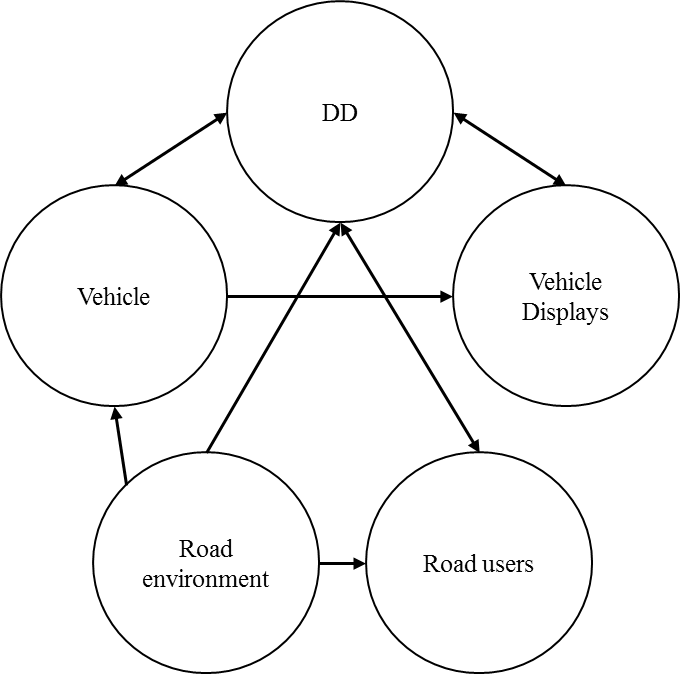 DD
Vehicle
Vehicle
Displays
Road
environment
Road users